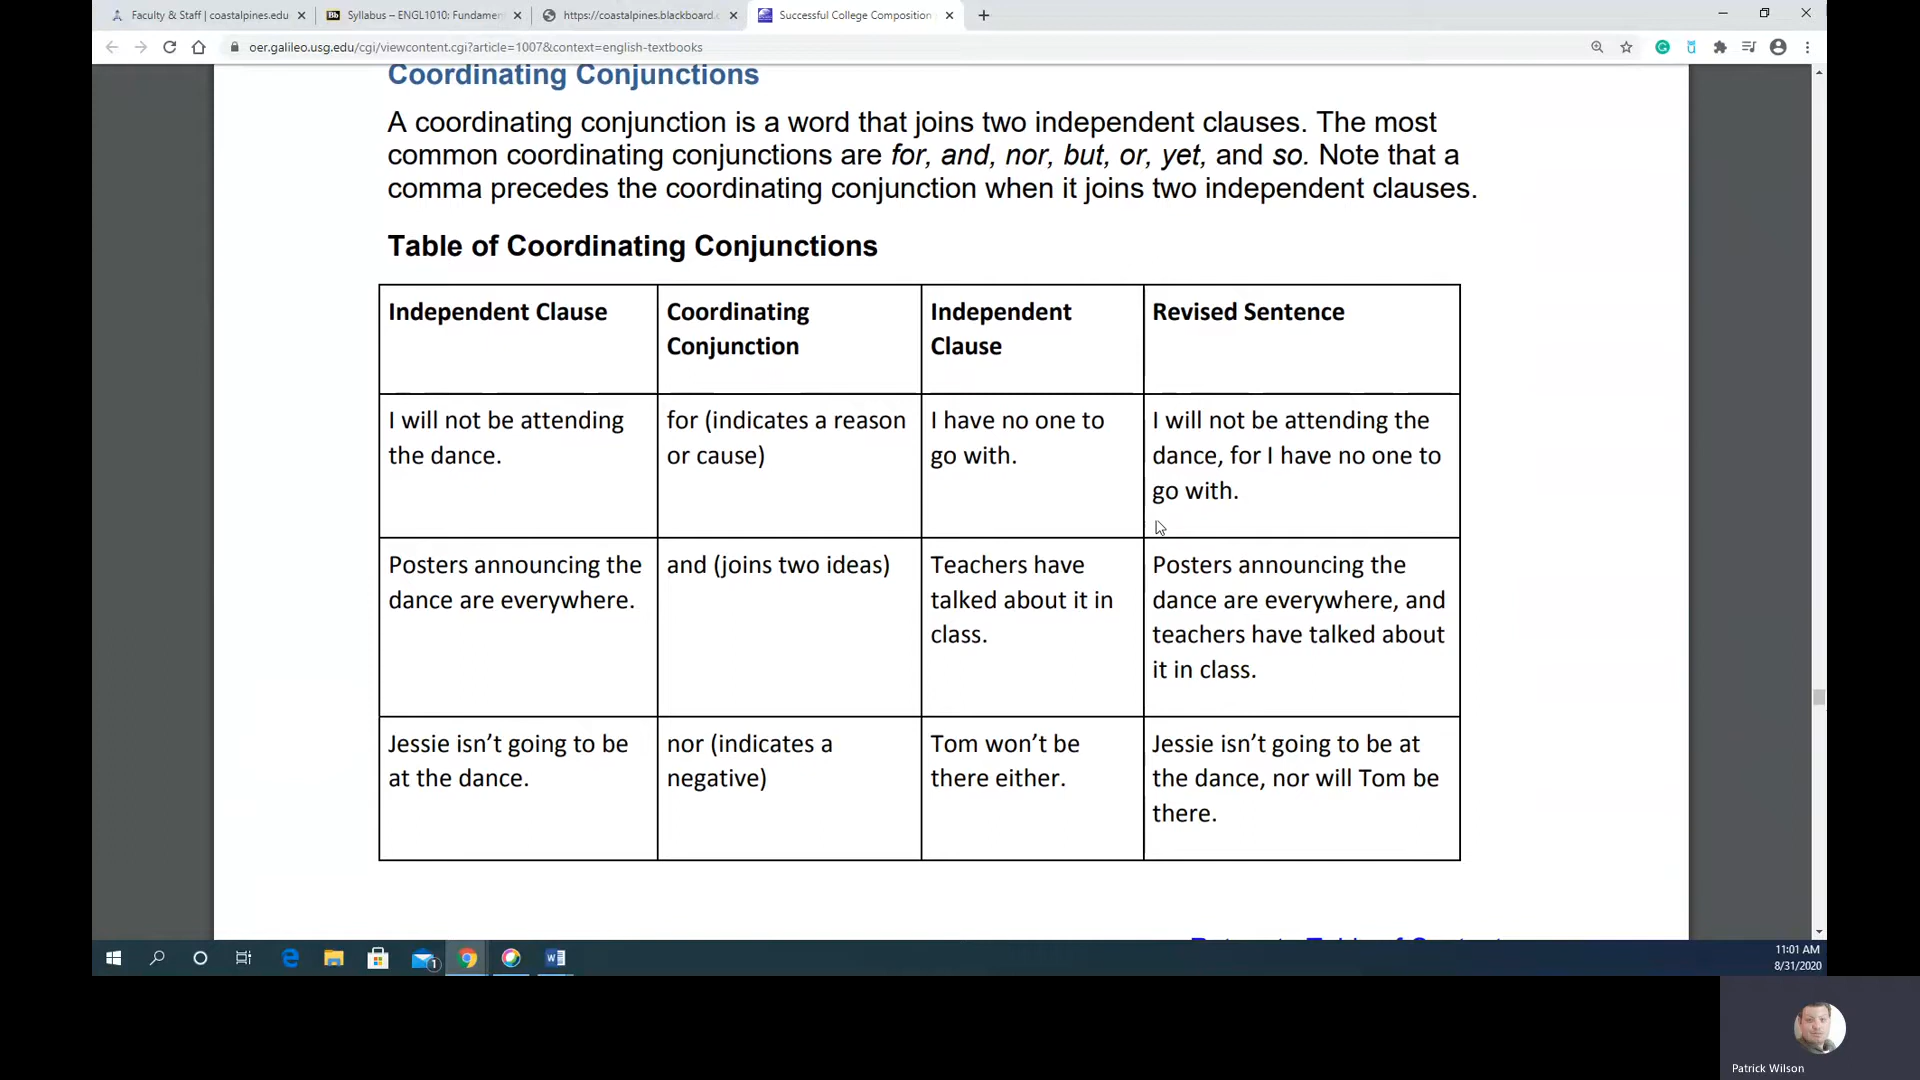 Faculty & Staff | coastalpines.edu
Bb
Syllabus – ENGL1010: Fundamen
https://coastalpines.blackboard.c
Successful College Composition
oer.galileo.usg.edu/cgi/viewcontent.cgi?article=1007&context=english-textbooks
Coordinating Conjunctions
A coordinating conjunction is a word that joins two independent clauses. The most
common coordinating conjunctions are for, and, nor, but, or, yet, and so. Note that a
comma precedes the coordinating conjunction when it joins two independent clauses.
Table of Coordinating Conjunctions
Independent Clause
Coordinating
Conjunction
Independent
Clause
Revised Sentence
I will not be attending
the dance.
for (indicates a reason
or cause)
I have no one to
go with.
I will not be attending the
dance, for I have no one to
go with.
Posters announcing the
dance are everywhere.
and (joins two ideas)
Teachers have
talked about it in
class.
Posters announcing the
dance are everywhere, and
teachers have talked about
it in class.
Jessie isn’t going to be
at the dance.
nor (indicates a
negative)
Tom won’t be
there either.
Jessie isn’t going to be at
the dance, nor will Tom be
there.
1
11:01 AM
8/31/2020
Patrick Wilson